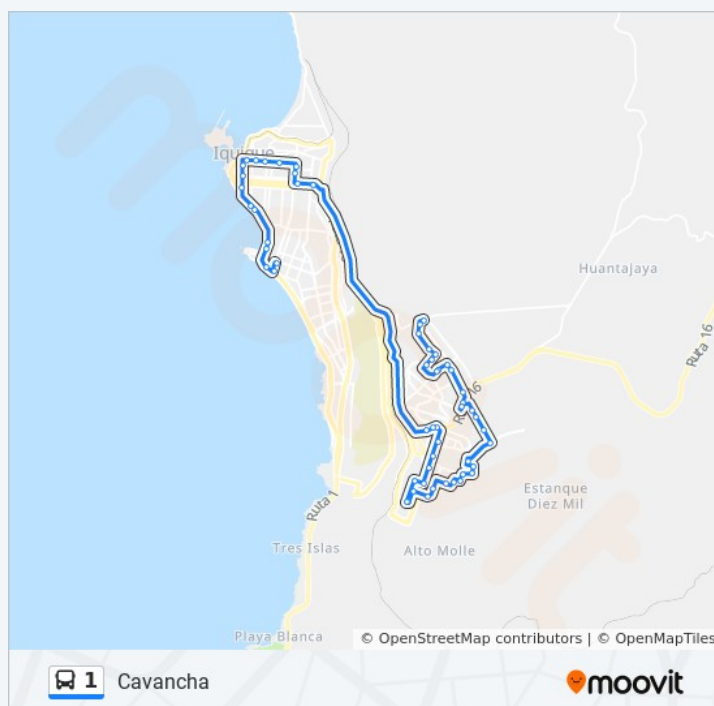 Iquique
Huantajaya
Ruta 16
Ruta 16
Estanque
Diez Mil
Ruta 1
Tres Islas
Alto Molle
Playa Blanca
© OpenStreetMap contributors | © OpenMapTiles
1 Cavancha
moovit